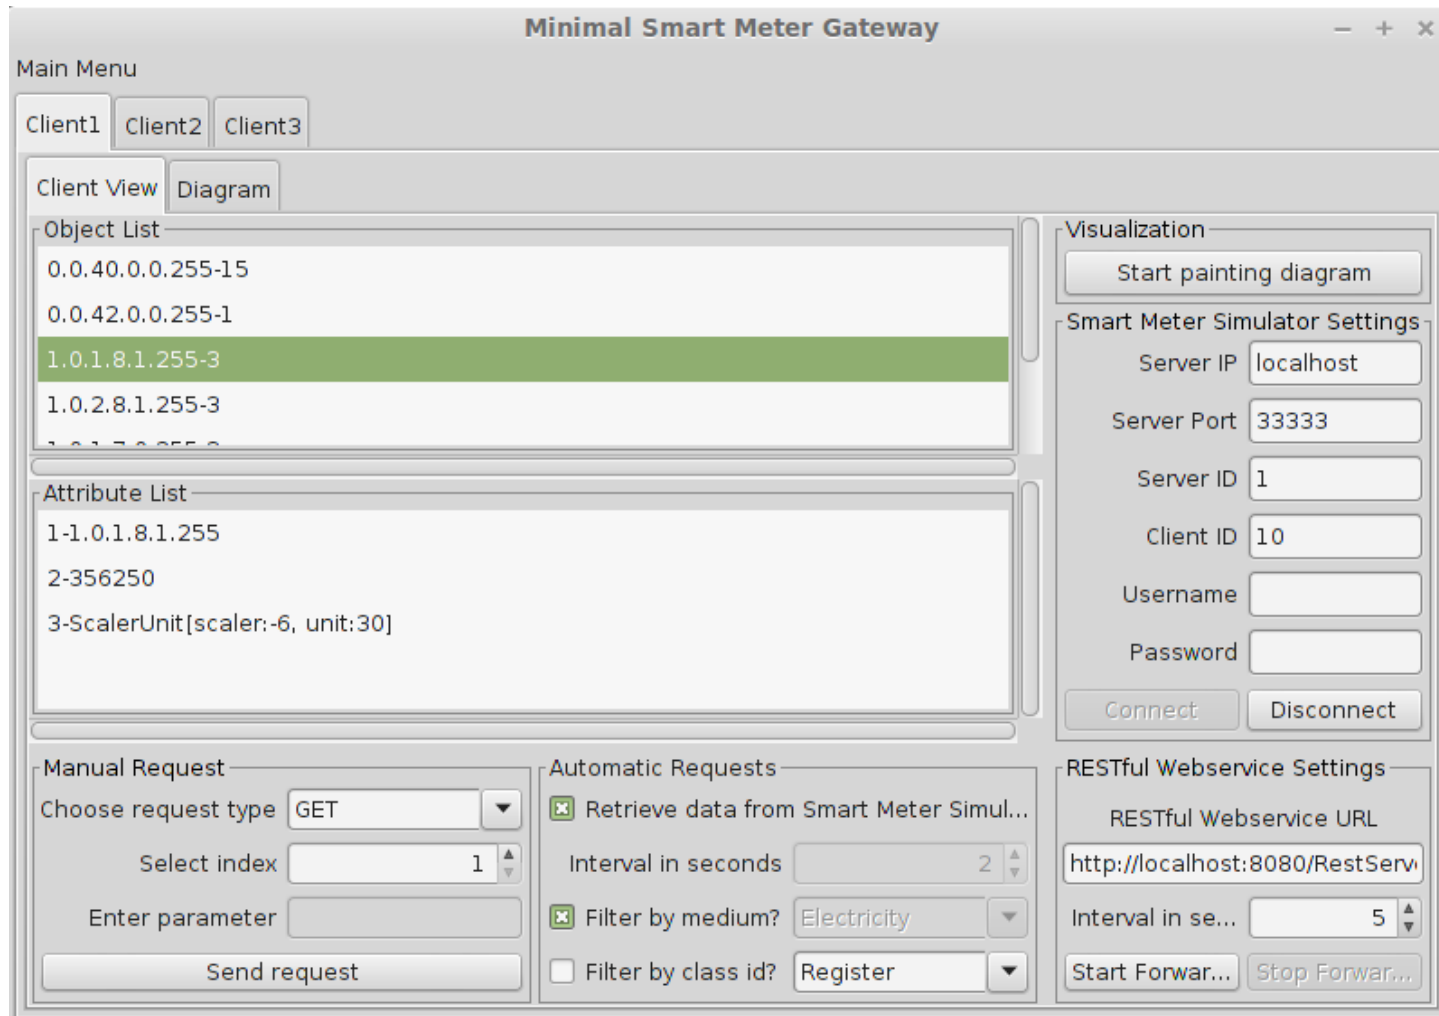 Minimal Smart Meter Gateway
Main Menu
Client1 Client2 Client3
Client View Diagram
Object List
0.0.40.0.0.255-15
0.0.42.0.0.255-1
1.0.1.8.1.255-3
1.0.2.8.1.255-3
Attribute List
1-1.0.1.8.1.255
2-356250
3-ScalerUnit[scaler:-6, unit:30]
Manual Request
Choose request type GET
Select index 1
Enter parameter
Send request
Automatic Requests
Retrieve data from Smart Meter Simul...
Interval in seconds 2
Filter by medium? Electricity
Filter by class id? Register
Visualization
Start painting diagram
Smart Meter Simulator Settings
Server IP localhost
Server Port 33333
Server ID 1
Client ID 10
Username
Password
Connect Disconnect
RESTful Webservice Settings
RESTful Webservice URL
http://localhost:8080/RestServ
Interval in se... 5
Start Forwar... Stop Forwar...